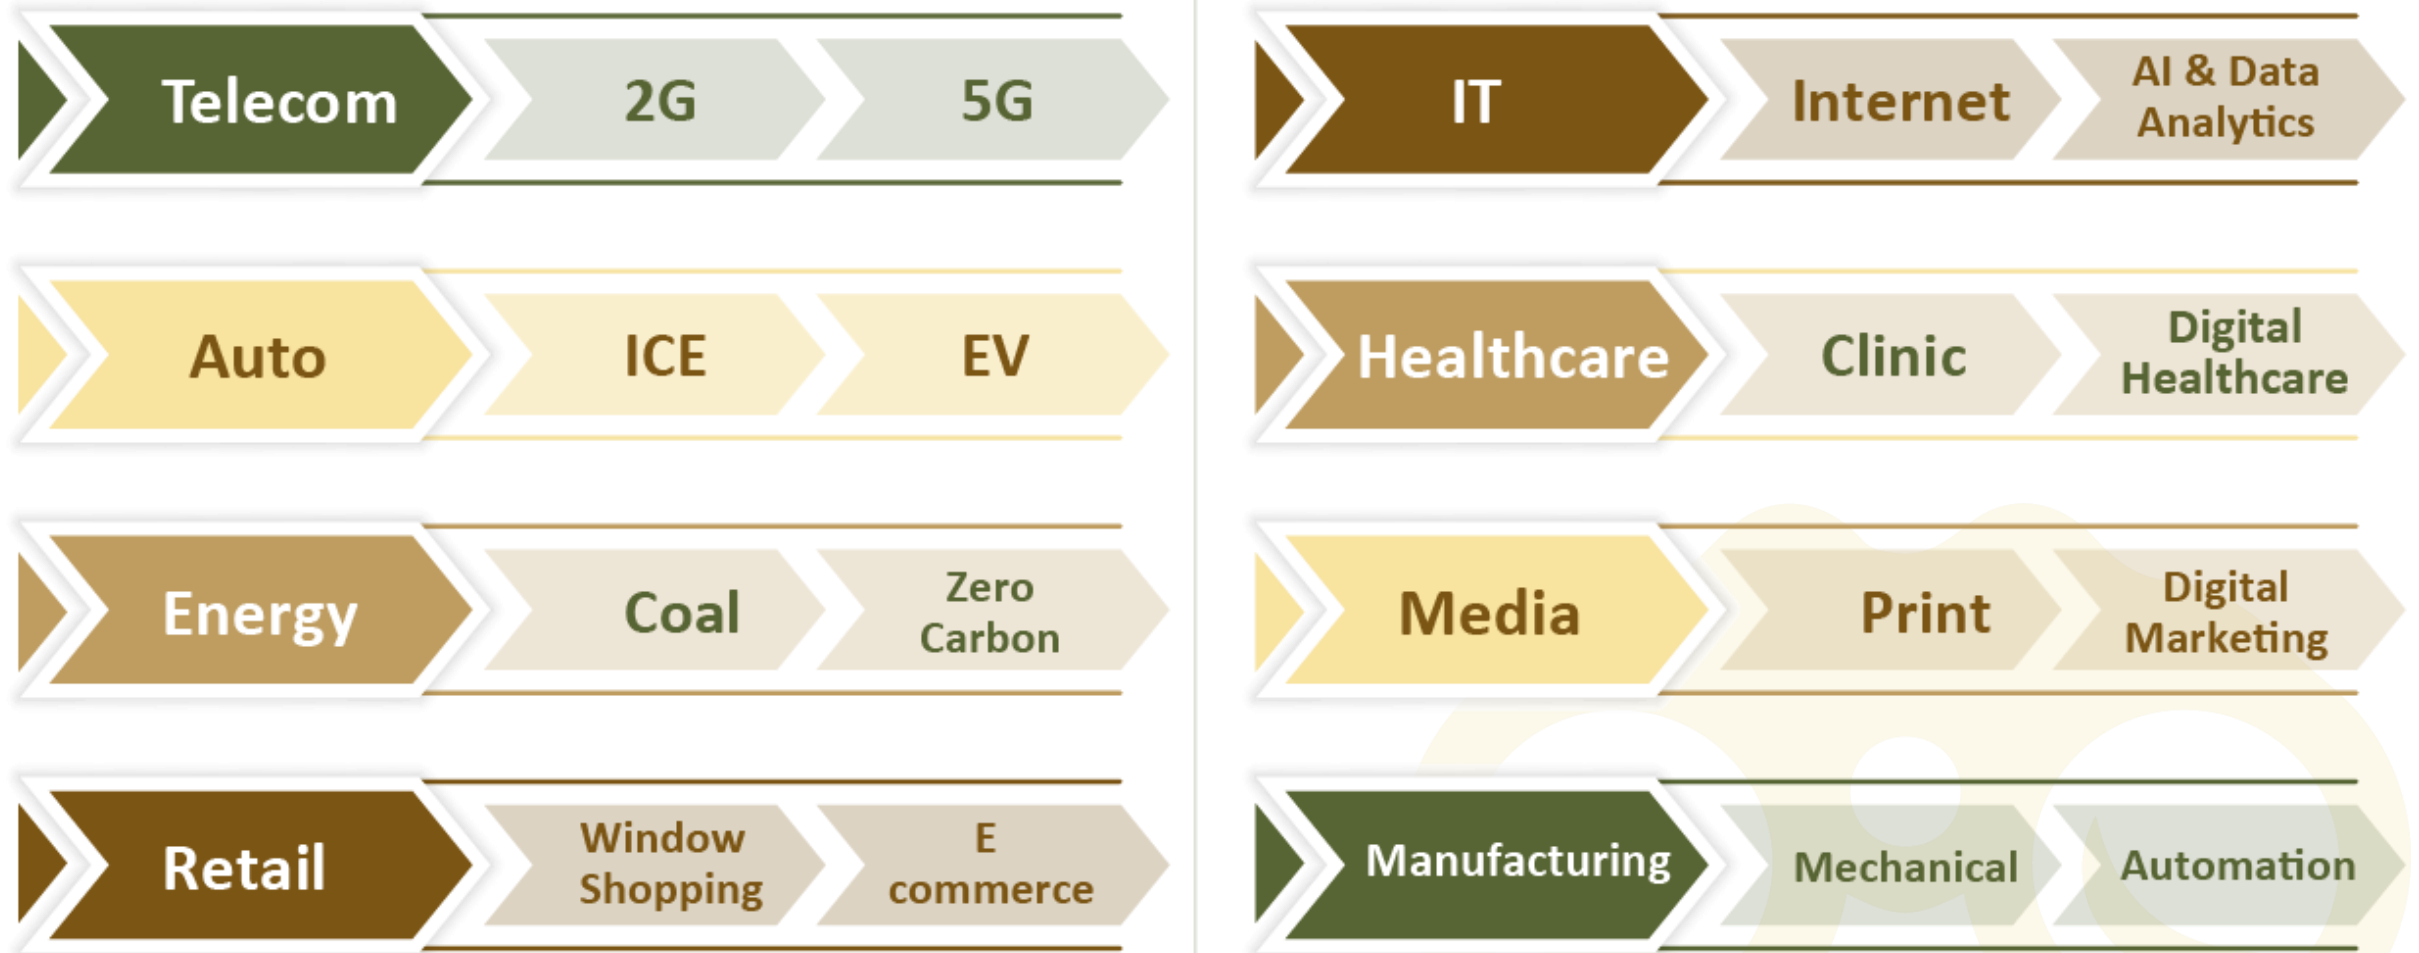 Telecom
2G
5G
Auto
ICE
EV
Energy
Coal
Zero
Carbon
Retail
Window
Shopping
E
commerce
IT
Internet
AI & Data
Analytics
Healthcare
Clinic
Digital
Healthcare
Media
Print
Digital
Marketing
Manufacturing
Mechanical
Automation